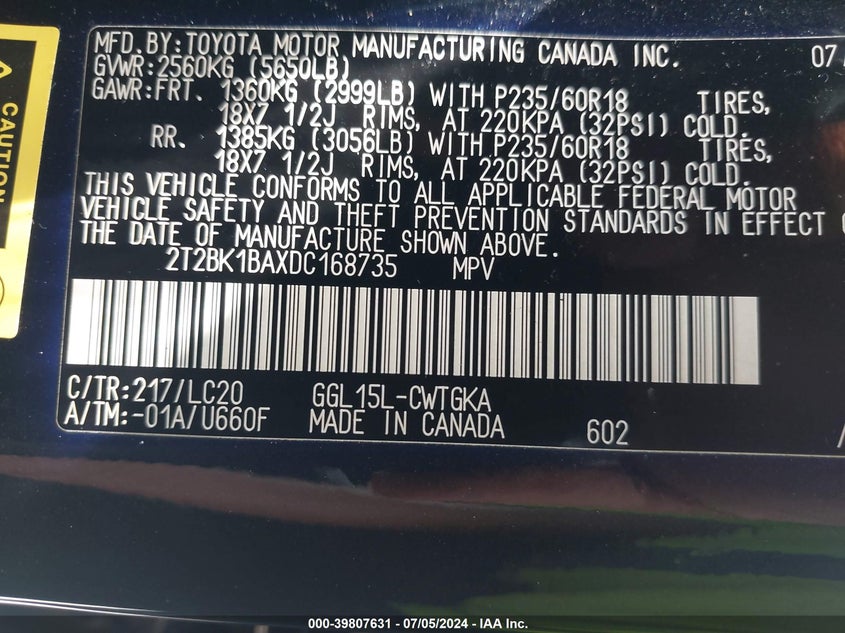 CAUTION
MFD.BY:TOYOTA MOTOR MANUFACTURING CANADA INC. 07/
GVWR:2560KG (5650LB)
GAWR:FRT. 1360KG (2999LB) WITH P235/60R18 TIRES,
18X7 1/2J RIMS, AT 220KPA (32PSI) COLD.
RR. 1385KG (3056LB) WITH P235/60R18 TIRES,
18X7 1/2J RIMS, AT 220KPA (32PSI) COLD.
THIS VEHICLE CONFORMS TO ALL APPLICABLE FEDERAL MOTOR
VEHICLE SAFETY AND THEFT PREVENTION STANDARDS IN EFFECT
THE DATE OF MANUFACTURE SHOWN ABOVE.
2T2BK1BAXDC168735 MPV
C/TR:217/LC20 GGL15L-CWTGKA
A/TM:-01A/U660F MADE IN CANADA 602
000-39807631 / 07/05/2024 - IAA Inc.